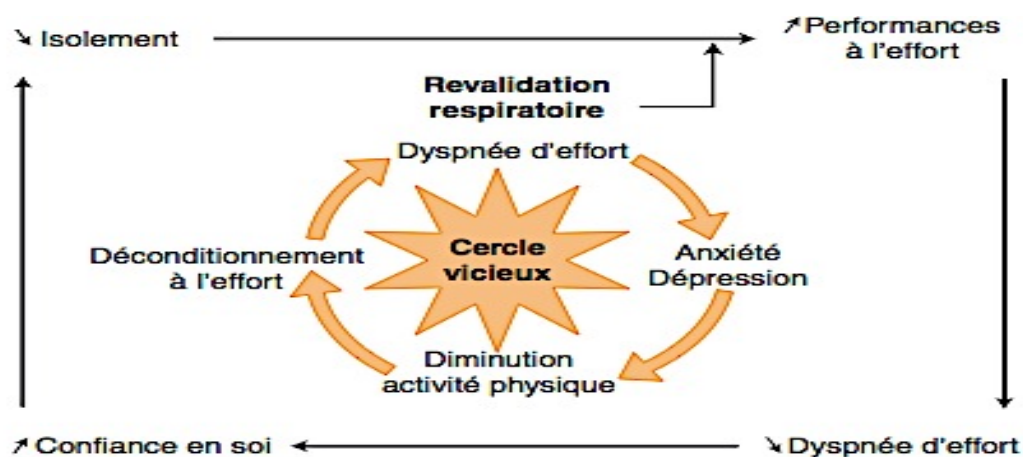 ↘ Isolement
↗ Performances
à l'effort
Revalidation
respiratoire
Dyspnée d'effort
Anxiété
Dépression
Diminution
activité physique
Déconditionnement
à l'effort
Cercle
vicieux
↘ Dyspnée d'effort
↗ Confiance en soi